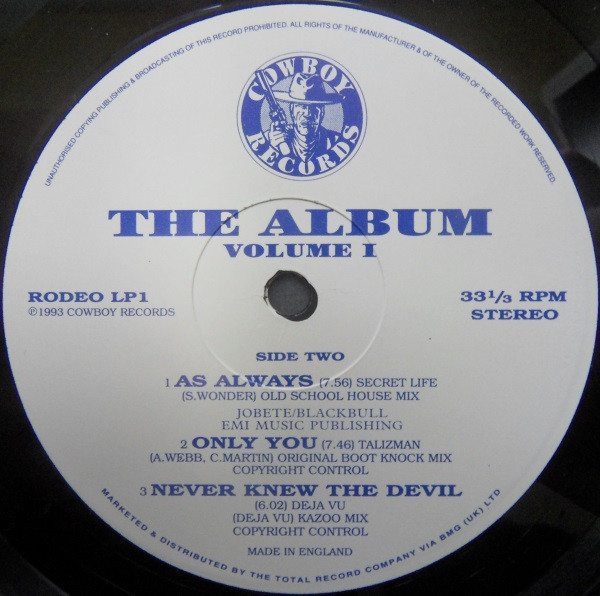 UNAUTHORISED COPYING PUBLISHING & BROADCASTING OF THIS RECORD PROHIBITED. ALL RIGHTS OF THE MANUFACTURER & OF THE OWNER OF THE RECORDED WORK RESERVED.
COWBOY
RECORDS
THE ALBUM
VOLUME I
RODEO LP1
℗1993 COWBOY RECORDS
33 1/3 RPM
STEREO
SIDE TWO
1 AS ALWAYS (7.56) SECRET LIFE
(S.WONDER) OLD SCHOOL HOUSE MIX
JOBETE/BLACKBULL
EMI MUSIC PUBLISHING
2 ONLY YOU (7.46) TALIZMAN
(A.WEBB, C.MARTIN) ORIGINAL BOOT KNOCK MIX
COPYRIGHT CONTROL
3 NEVER KNEW THE DEVIL
(6.02) DEJA VU
(DEJA VU) KAZOO MIX
COPYRIGHT CONTROL
MADE IN ENGLAND
MARKETED & DISTRIBUTED BY THE TOTAL RECORD COMPANY VIA BMG (UK) LTD